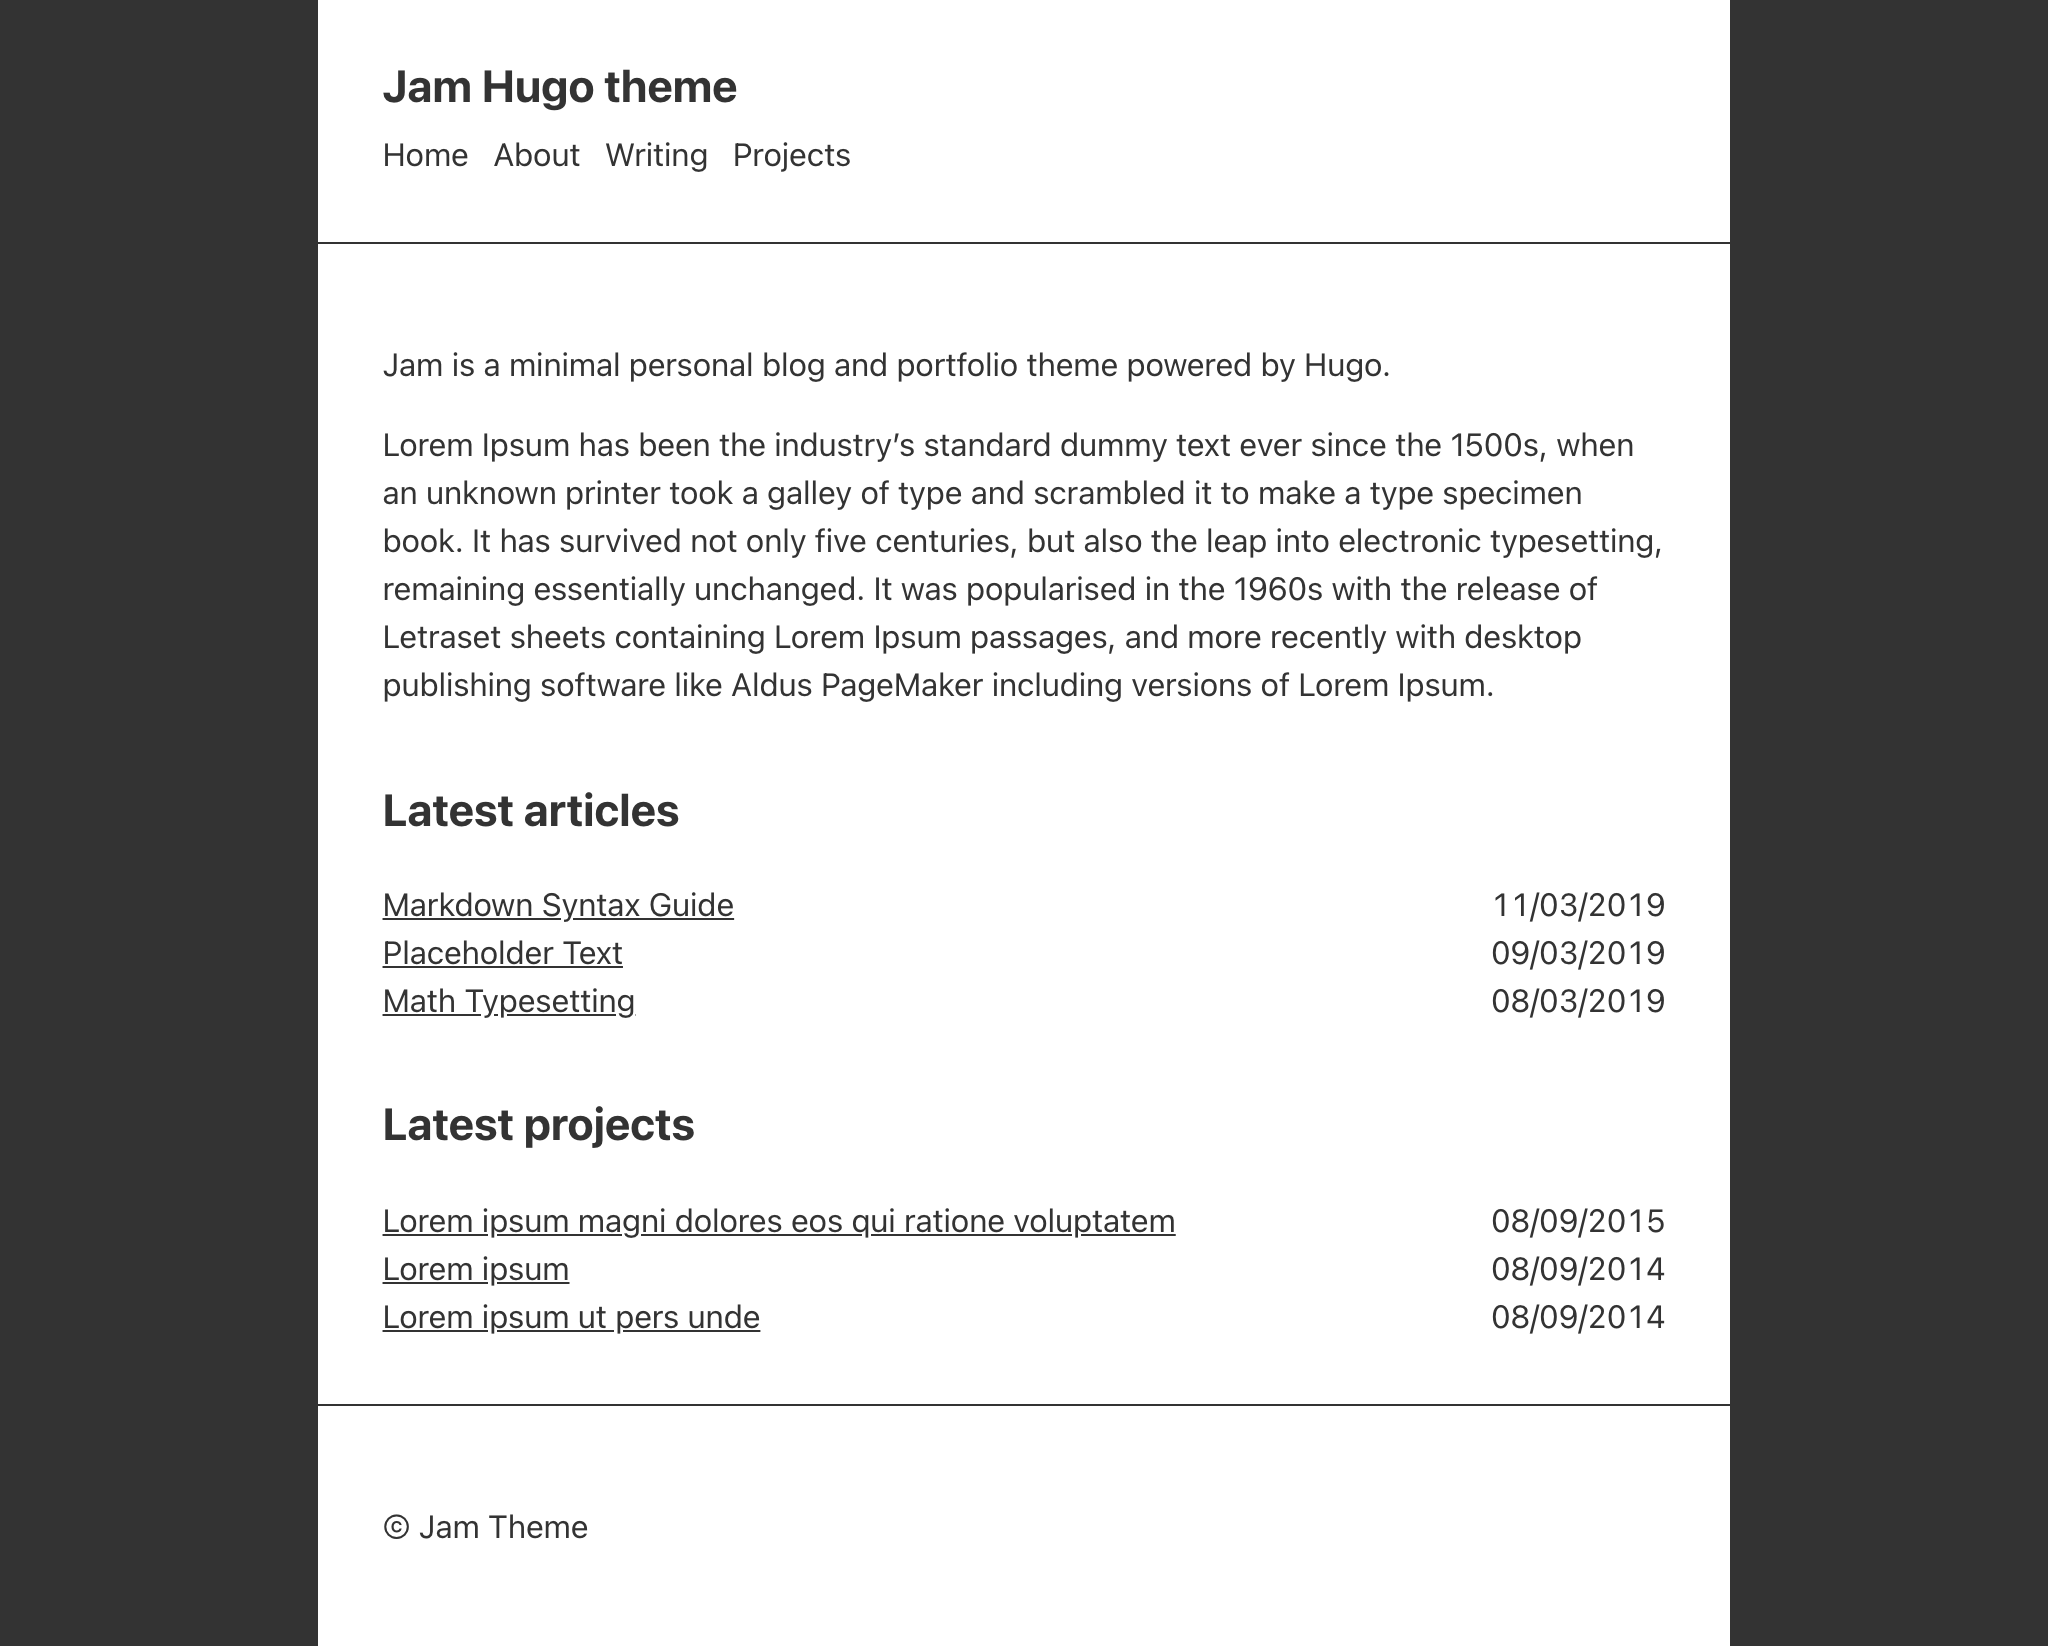 Jam Hugo theme
Home About Writing Projects
Jam is a minimal personal blog and portfolio theme powered by Hugo.
Lorem Ipsum has been the industry’s standard dummy text ever since the 1500s, when
an unknown printer took a galley of type and scrambled it to make a type specimen
book. It has survived not only five centuries, but also the leap into electronic typesetting,
remaining essentially unchanged. It was popularised in the 1960s with the release of
Letraset sheets containing Lorem Ipsum passages, and more recently with desktop
publishing software like Aldus PageMaker including versions of Lorem Ipsum.
Latest articles
Markdown Syntax Guide 11/03/2019
Placeholder Text 09/03/2019
Math Typesetting 08/03/2019
Latest projects
Lorem ipsum magni dolores eos qui ratione voluptatem 08/09/2015
Lorem ipsum 08/09/2014
Lorem ipsum ut pers unde 08/09/2014
© Jam Theme